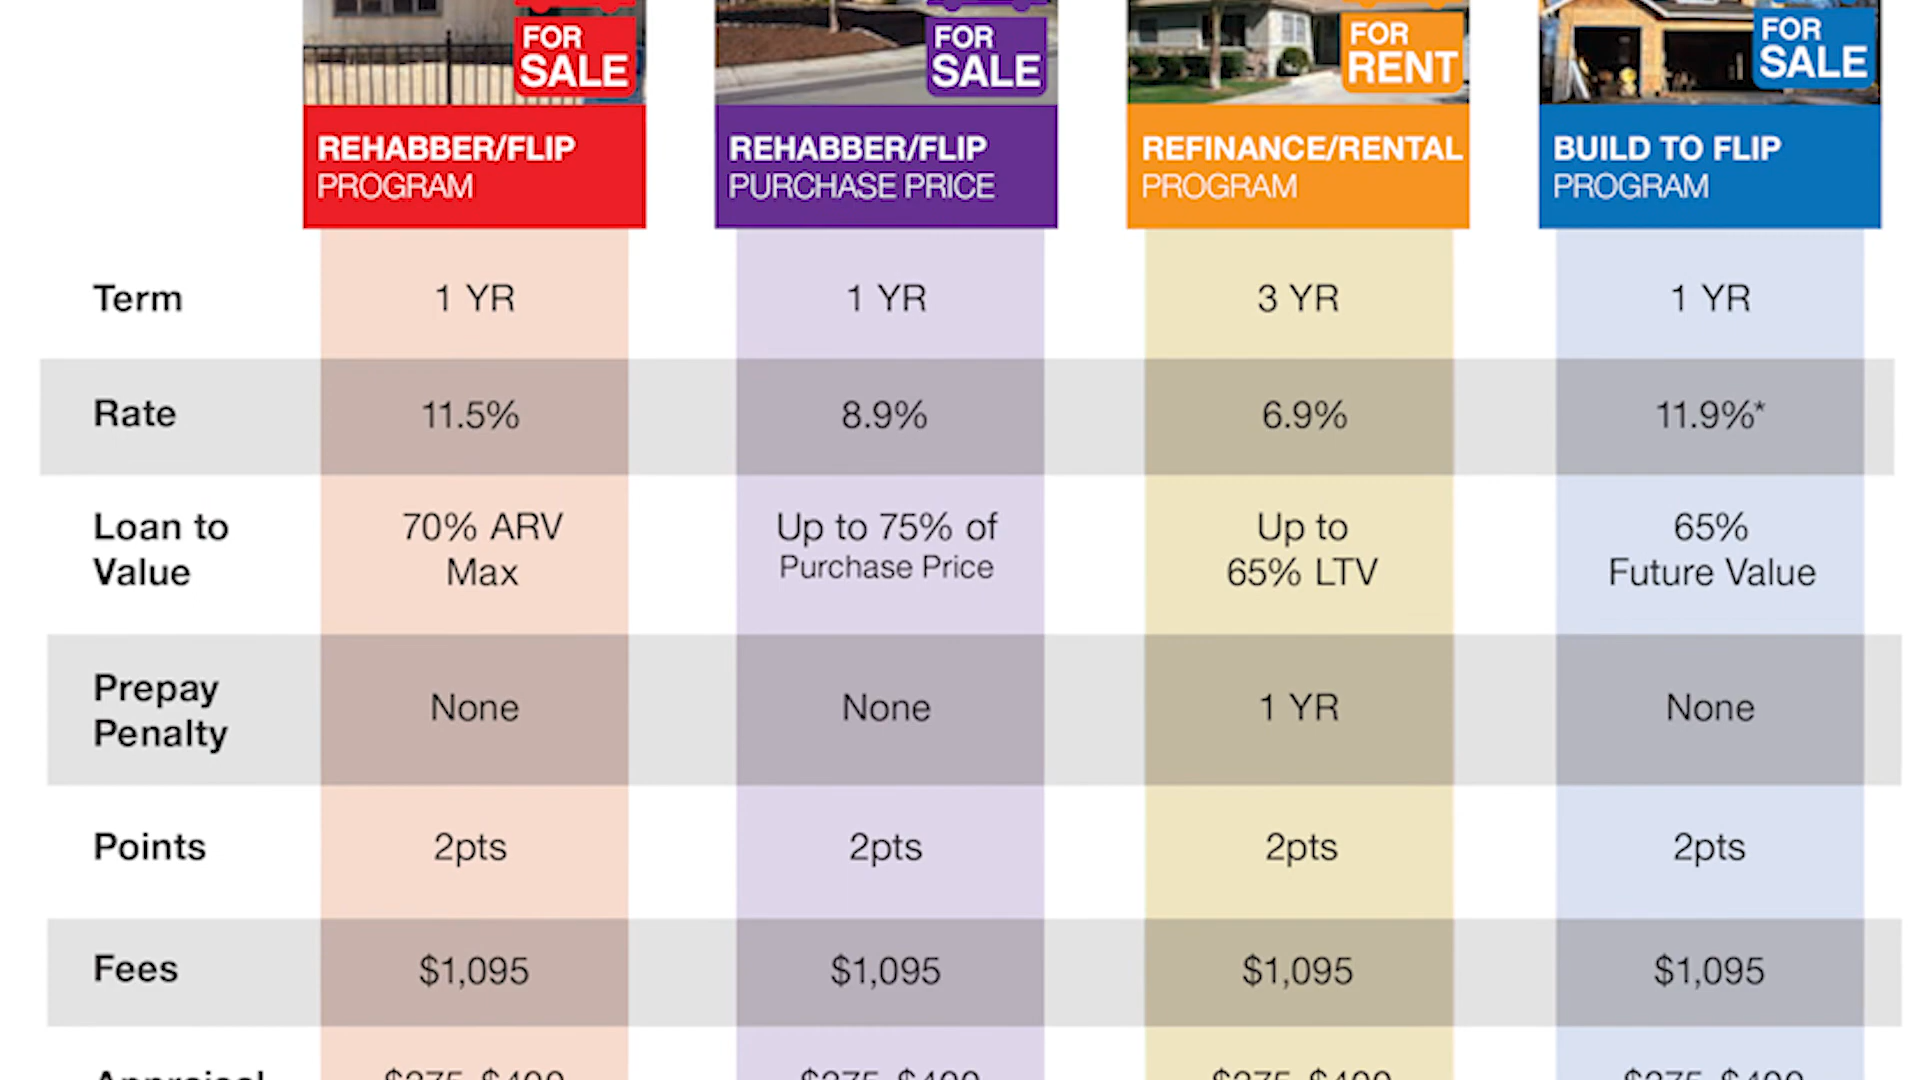 FOR
SALE
FOR
SALE
FOR
RENT
FOR
SALE
REHABBER/FLIP
PROGRAM
REHABBER/FLIP
PURCHASE PRICE
REFINANCE/RENTAL
PROGRAM
BUILD TO FLIP
PROGRAM
Term 1 YR 1 YR 3 YR 1 YR
Rate 11.5% 8.9% 6.9% 11.9%*
Loan to
Value
70% ARV
Max
Up to 75% of
Purchase Price
Up to
65% LTV
65%
Future Value
Prepay
Penalty
None
None
1 YR
None
Points 2pts 2pts 2pts 2pts
Fees $1,095 $1,095 $1,095 $1,095
Appraisal